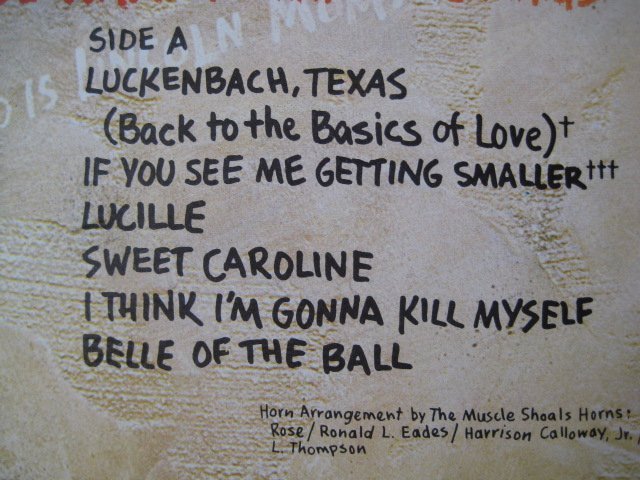 IS LINCOLN
SIDE A
LUCKENBACH, TEXAS
(Back to the Basics of Love)†
IF YOU SEE ME GETTING SMALLER†††
LUCILLE
SWEET CAROLINE
I THINK I'M GONNA KILL MYSELF
BELLE OF THE BALL
Horn Arrangement by The Muscle Shoals Horns:
Rose/Ronald L. Eades/Harrison Calloway, Jr./
L. Thompson